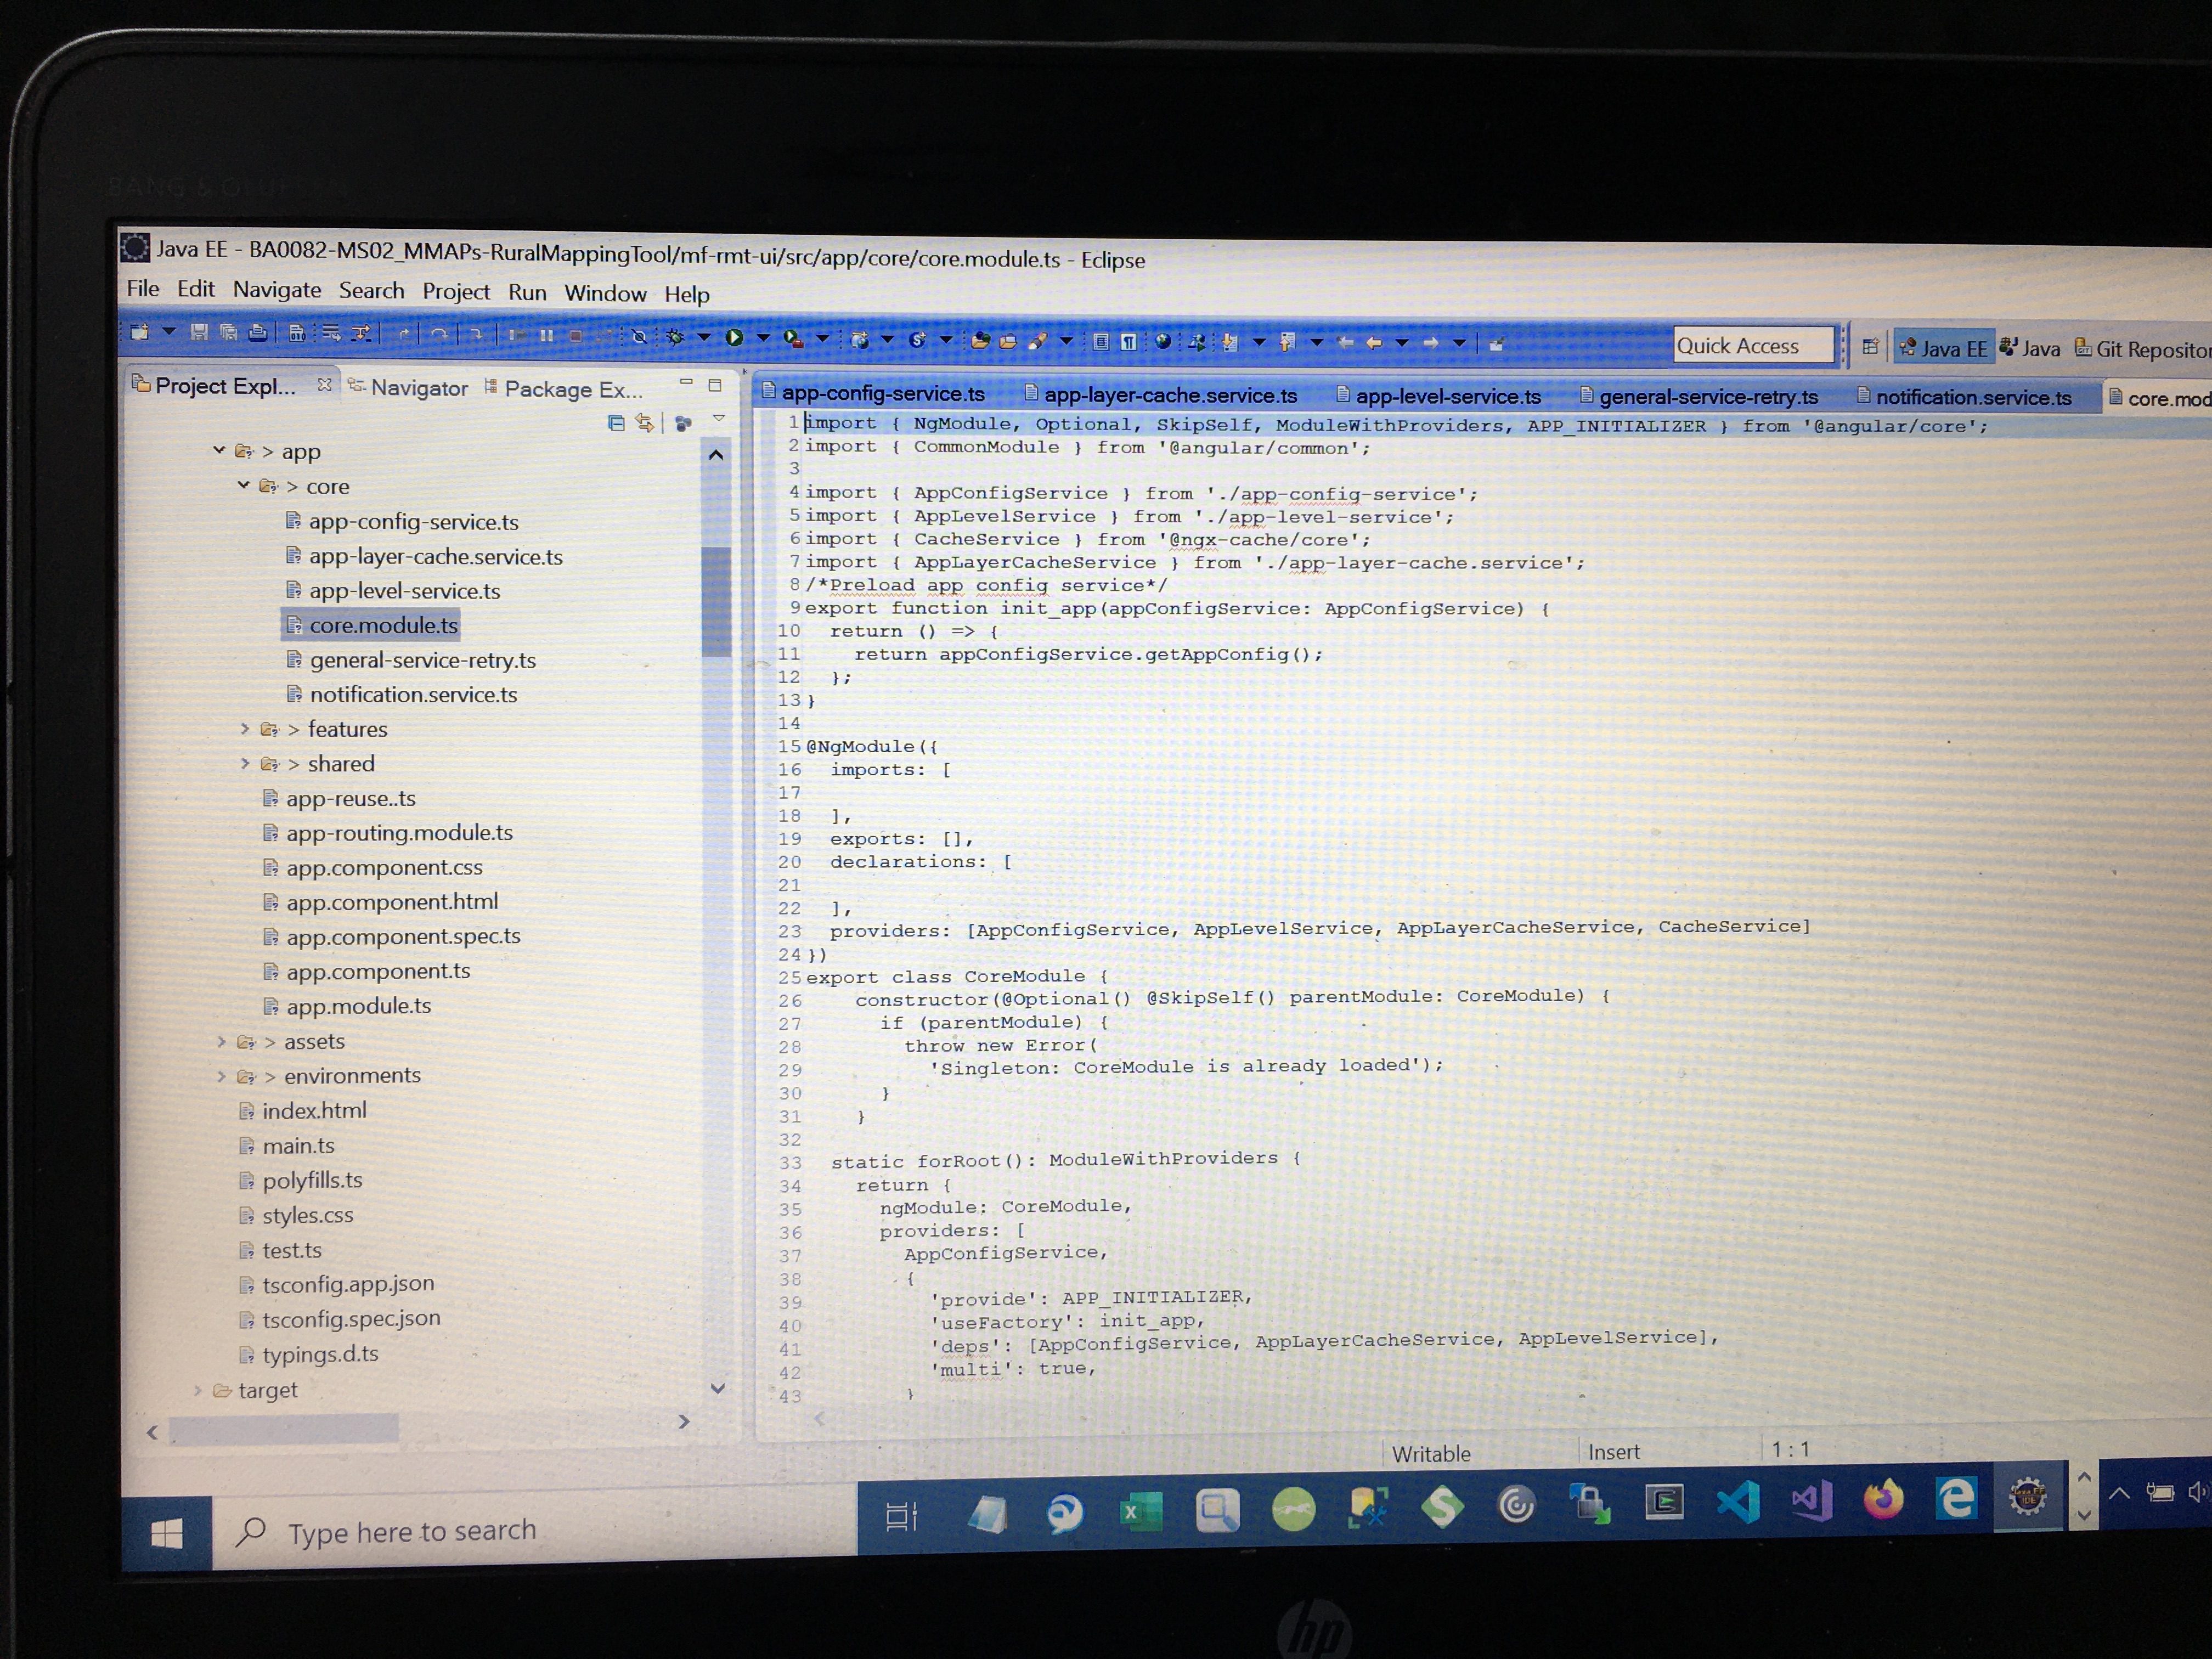 Java EE - BA0082-MS02_MMAPs-RuralMappingTool/mf-rmt-ui/src/app/core/core.module.ts - Eclipse
File Edit Navigate Search Project Run Window Help
Quick Access
Java EE
Java
Project Expl...
Navigator
Package Ex...
app-config-service.ts
app-layer-cache.service.ts
app-level-service.ts
general-service-retry.ts
notification.service.ts
> app
> core
app-config-service.ts
app-layer-cache.service.ts
app-level-service.ts
core.module.ts
general-service-retry.ts
notification.service.ts
> features
> shared
app-reuse..ts
app-routing.module.ts
app.component.css
app.component.html
app.component.spec.ts
app.component.ts
app.module.ts
> assets
> environments
index.html
main.ts
polyfills.ts
styles.css
test.ts
tsconfig.app.json
tsconfig.spec.json
typings.d.ts
target
1 import { NgModule, Optional, SkipSelf, ModuleWithProviders, APP_INITIALIZER } from '@angular/core';
2 import { CommonModule } from '@angular/common';
3
4 import { AppConfigService } from './app-config-service';
5 import { AppLevelService } from './app-level-service';
6 import { CacheService } from '@ngx-cache/core';
7 import { AppLayerCacheService } from './app-layer-cache.service';
8 /*Preload app config service*/
9 export function init_app(appConfigService: AppConfigService) {
10 return () => {
11 return appConfigService.getAppConfig();
12 };
13 }
14
15 @NgModule({
16 imports: [
17
18 ],
19 exports: [],
20 declarations: [
21
22 ],
23 providers: [AppConfigService, AppLevelService, AppLayerCacheService, CacheService]
24 })
25 export class CoreModule {
26 constructor(@Optional() @SkipSelf() parentModule: CoreModule) {
27 if (parentModule) {
28 throw new Error(
29 'Singleton: CoreModule is already loaded');
30 }
31 }
32
33 static forRoot(): ModuleWithProviders {
34 return {
35 ngModule: CoreModule,
36 providers: [
37 AppConfigService,
38 {
39 'provide': APP_INITIALIZER,
40 'useFactory': init_app,
41 'deps': [AppConfigService, AppLayerCacheService, AppLevelService],
42 'multi': true,
43 }
Writable
Insert
1 : 1
Type here to search
hp